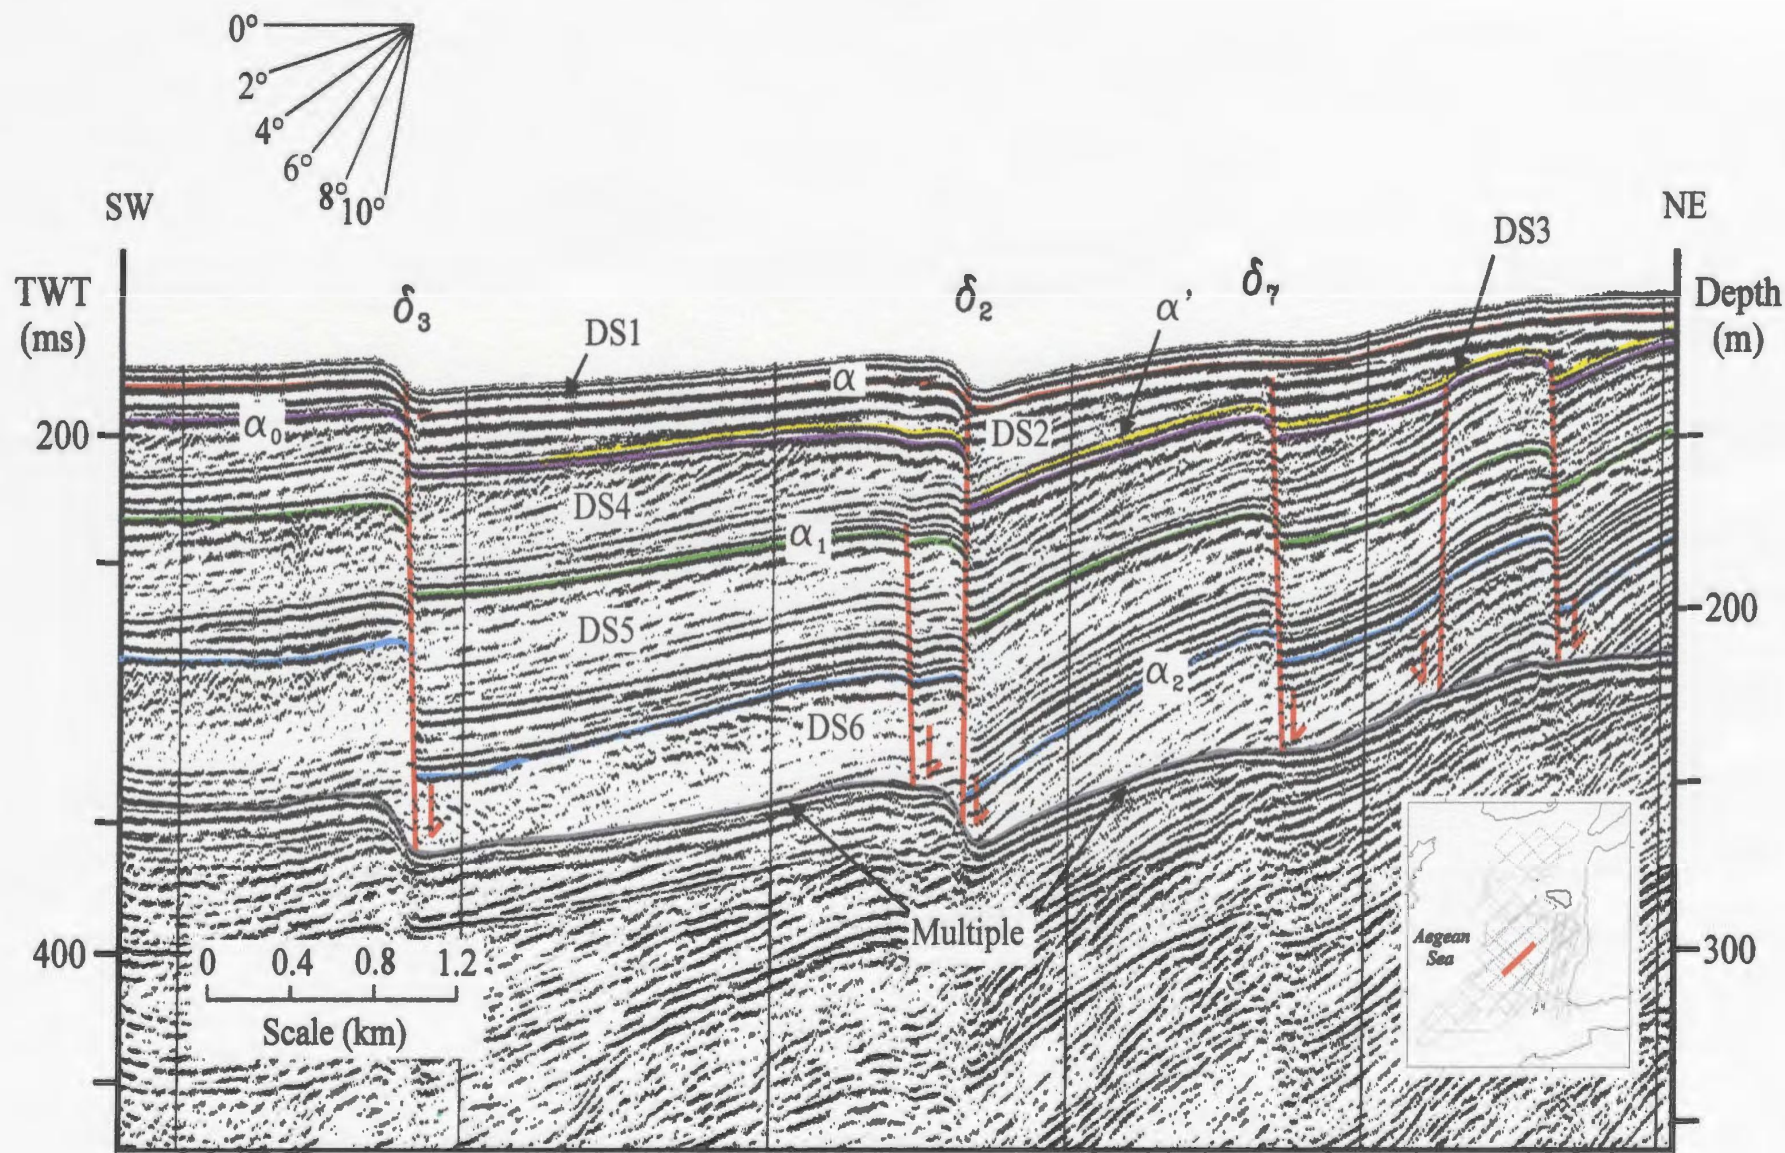 0°
2°
4°
6°
8°
10°
SW
NE
DS3
TWT
(ms)
δ3
δ2
α'
δ7
Depth
(m)
DS1
α
α0
DS2
200
DS4
α1
DS5
200
α2
DS6
Multiple
Aegean
Sea
400
300
0 0.4 0.8 1.2
Scale (km)